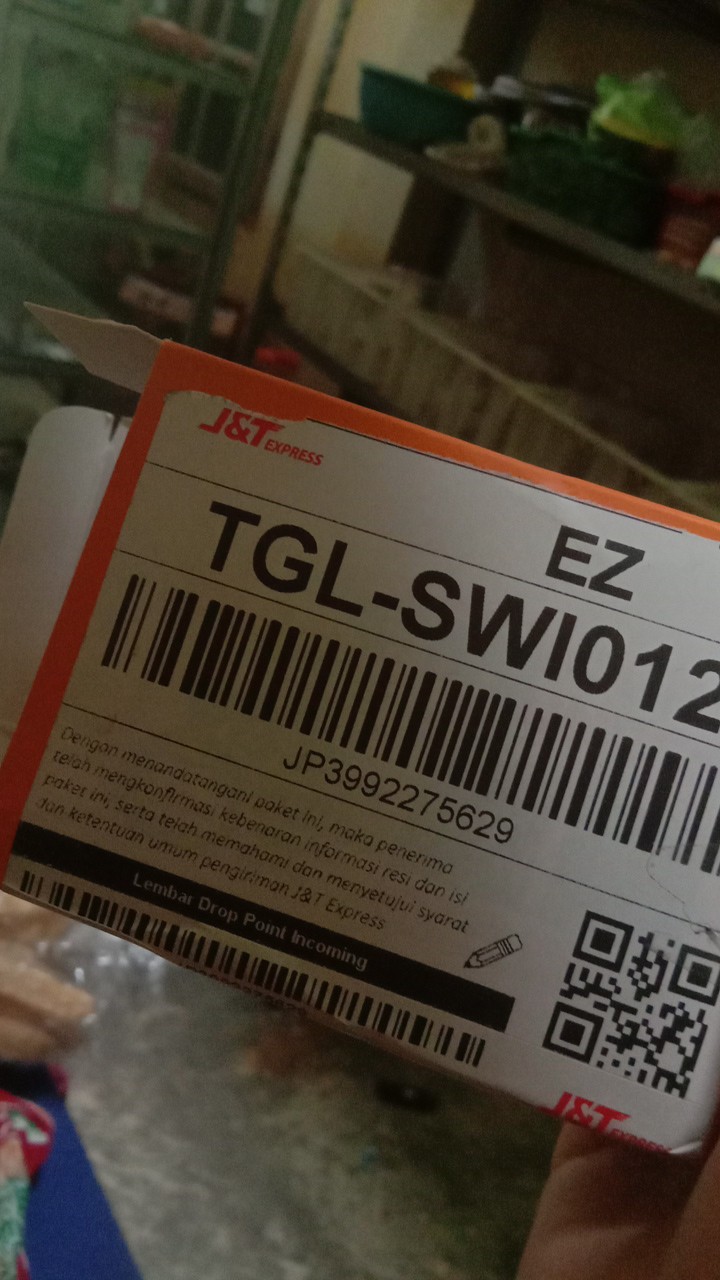 J&T EXPRESS
EZ
TGL-SWI012
JP3992275629
Dengan menandatangani paket ini, maka penerima
telah mengkonfirmasi kebenaran informasi resi dan isi
paket ini, serta telah memahami dan menyetujui syarat
dan ketentuan umum pengiriman J&T Express
Lembar Drop Point Incoming
J&T EXPRESS